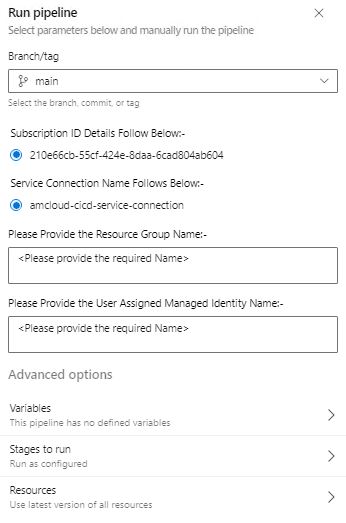 Run pipeline
Select parameters below and manually run the pipeline
Branch/tag
main
Select the branch, commit, or tag
Subscription ID Details Follow Below:-
210e66cb-55cf-424e-8daa-6cad804ab604
Service Connection Name Follows Below:-
amcloud-cicd-service-connection
Please Provide the Resource Group Name:-
<Please provide the required Name>
Please Provide the User Assigned Managed Identity Name:-
<Please provide the required Name>
Advanced options
Variables
This pipeline has no defined variables
Stages to run
Run as configured
Resources
Use latest version of all resources